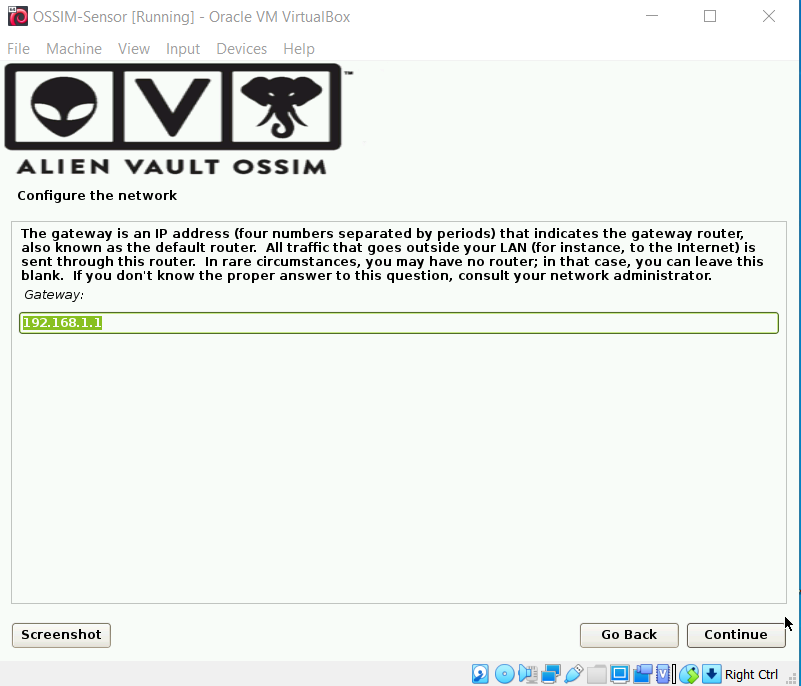 OSSIM-Sensor [Running] - Oracle VM VirtualBox
File Machine View Input Devices Help
V ™
ALIEN VAULT OSSIM
Configure the network
The gateway is an IP address (four numbers separated by periods) that indicates the gateway router,
also known as the default router.  All traffic that goes outside your LAN (for instance, to the Internet) is
sent through this router.  In rare circumstances, you may have no router; in that case, you can leave this
blank.  If you don't know the proper answer to this question, consult your network administrator.
Gateway:
192.168.1.1
Screenshot Go Back Continue
Right Ctrl